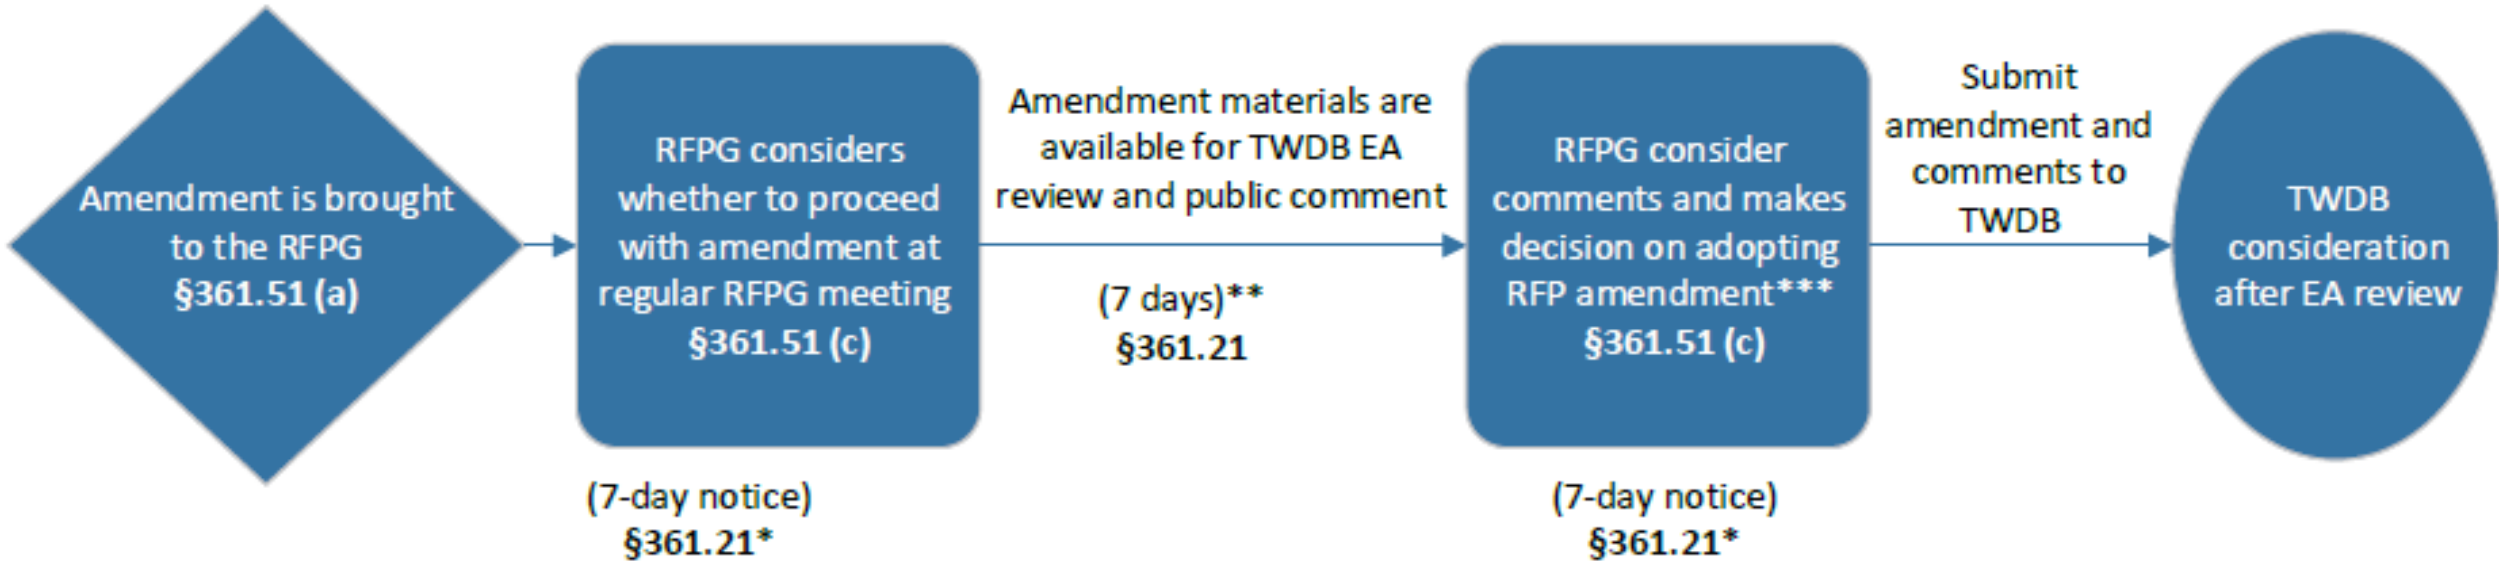 Amendment is brought
to the RFPG
§361.51 (a)
RFPG considers
whether to proceed
with amendment at
regular RFPG meeting
§361.51 (c)
(7-day notice)
§361.21*
Amendment materials are
available for TWDB EA
review and public comment
(7 days)**
§361.21
RFPG consider
comments and makes
decision on adopting
RFP amendment***
§361.51 (c)
(7-day notice)
§361.21*
Submit
amendment and
comments to
TWDB
TWDB
consideration
after EA review